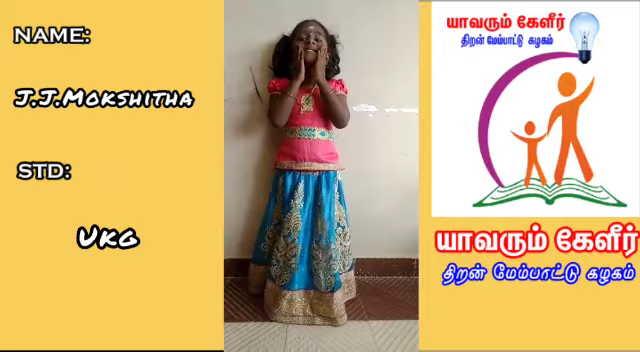 NAME:
J.J.Mokshitha
STD:
UKG
யாவரும் கேளீர்
திறன் மேம்பாட்டு கழகம்
யாவரும் கேளீர்
திறன் மேம்பாட்டு கழகம்